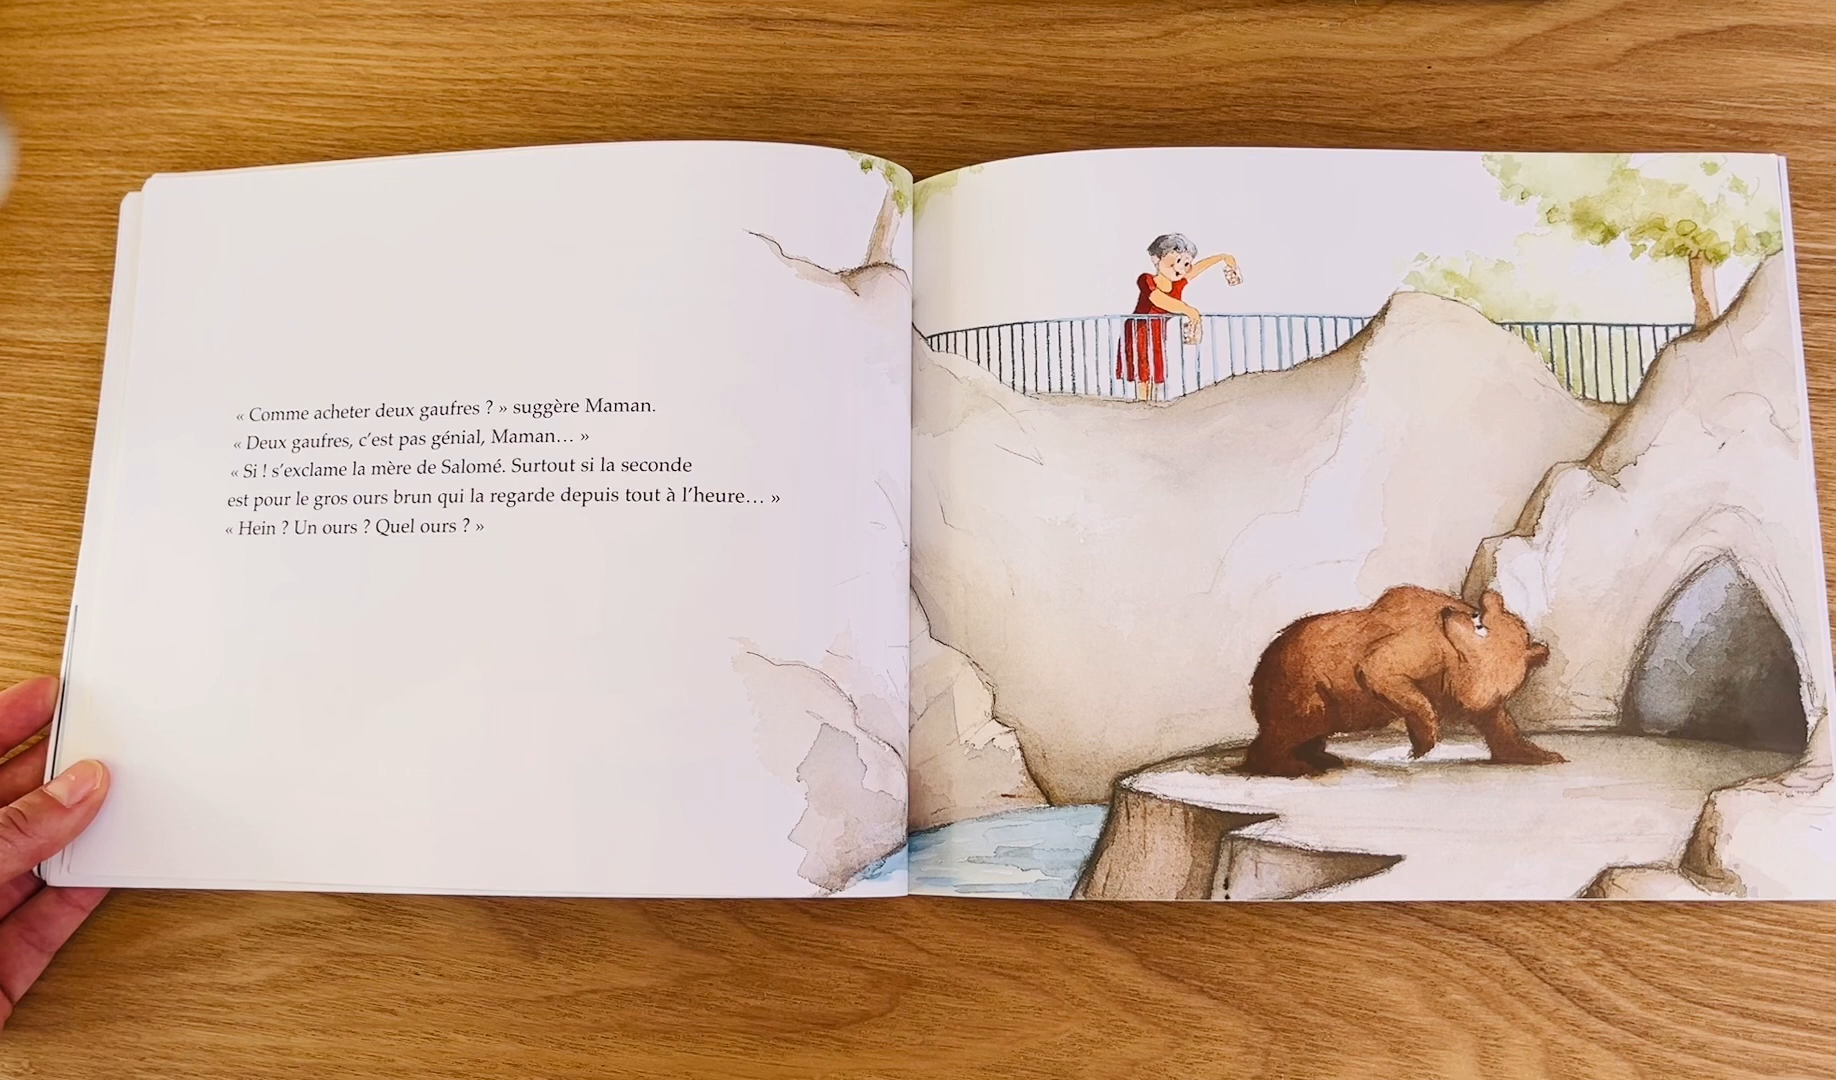 « Comme acheter deux gaufres ? » suggère Maman.
« Deux gaufres, c’est pas génial, Maman… »
« Si ! s’exclame la mère de Salomé. Surtout si la seconde
est pour le gros ours brun qui la regarde depuis tout à l’heure… »
« Hein ? Un ours ? Quel ours ? »